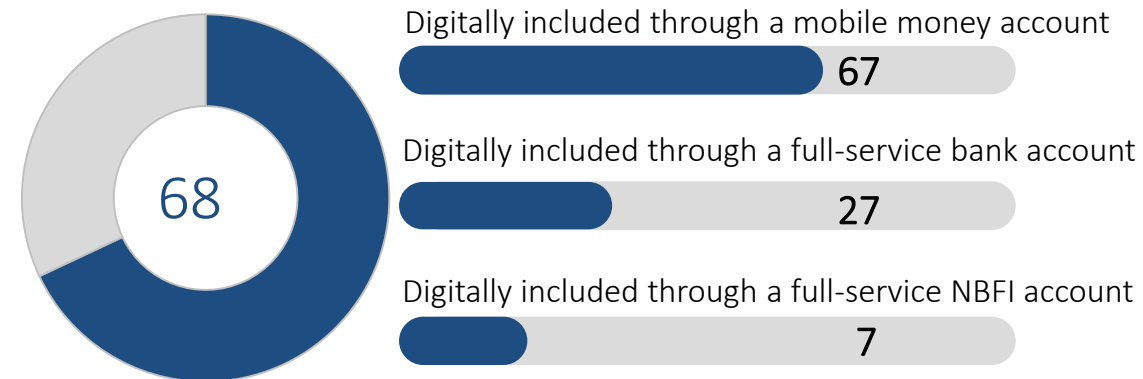 Digitally included through a mobile money account
67
Digitally included through a full-service bank account
27
68
Digitally included through a full-service NBFI account
7